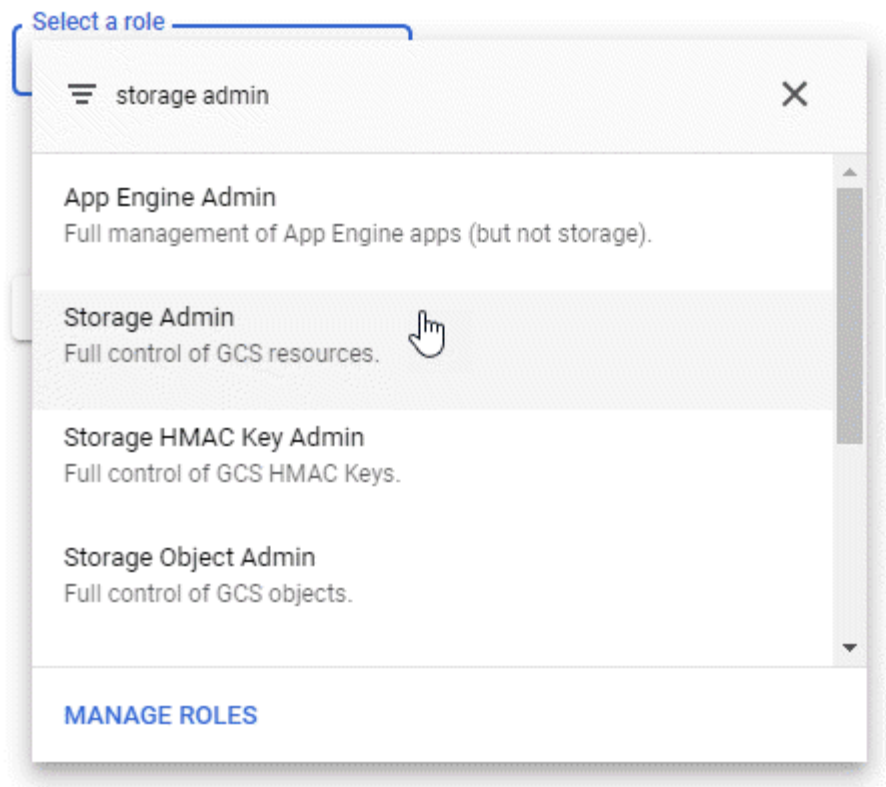 Select a role
storage admin
App Engine Admin
Full management of App Engine apps (but not storage).
Storage Admin
Full control of GCS resources.
Storage HMAC Key Admin
Full control of GCS HMAC Keys.
Storage Object Admin
Full control of GCS objects.
MANAGE ROLES